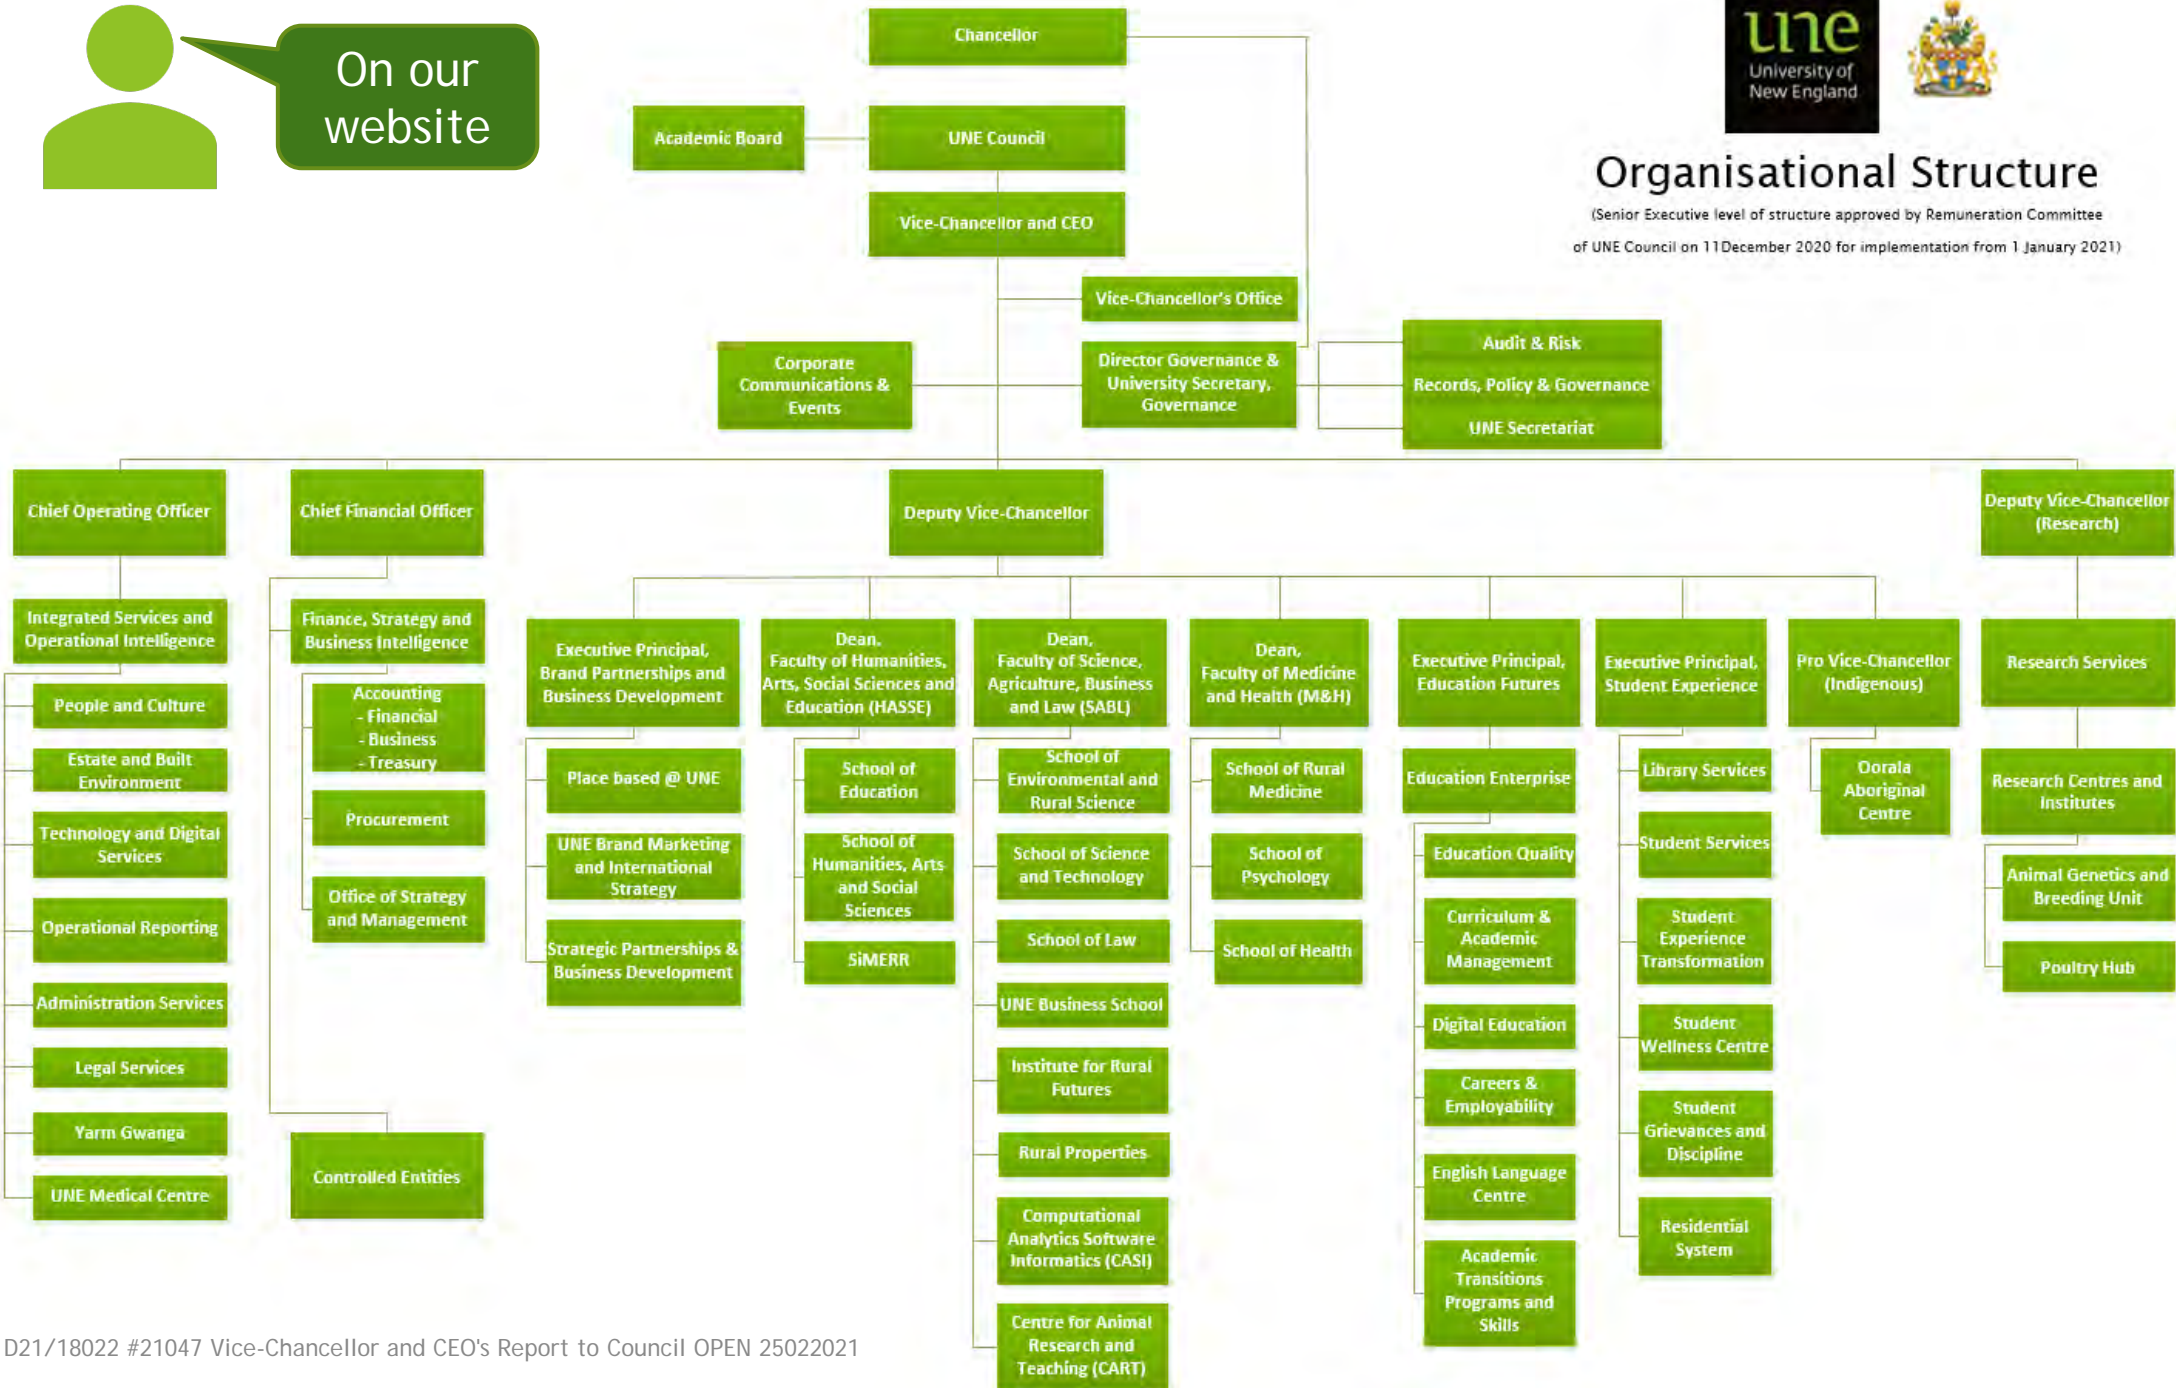 On our
website
Chancellor
Academic Board
UNE Council
Vice-Chancellor and CEO
une
University of
New England
Organisational Structure
(Senior Executive level of structure approved by Remuneration Committee
of UNE Council on 11December 2020 for implementation from 1 January 2021)
Vice-Chancellor's Office
Corporate
Communications &
Events
Director Governance &
University Secretary,
Governance
Audit & Risk
Records, Policy & Governance
UNE Secretariat
Chief Operating Officer
Chief Financial Officer
Deputy Vice-Chancellor
Deputy Vice-Chancellor
(Research)
Integrated Services and
Operational Intelligence
People and Culture
Estate and Built
Environment
Technology and Digital
Services
Operational Reporting
Administration Services
Legal Services
Yarm Gwanga
UNE Medical Centre
Finance, Strategy and
Business Intelligence
Accounting
- Financial
- Business
- Treasury
Procurement
Office of Strategy
and Management
Controlled Entities
Executive Principal,
Brand Partnerships and
Business Development
Place based @ UNE
UNE Brand Marketing
and International
Strategy
Strategic Partnerships &
Business Development
Dean,
Faculty of Humanities,
Arts, Social Sciences and
Education (HASSE)
School of
Education
School of
Humanities, Arts
and Social
Sciences
SiMERR
Dean,
Faculty of Science,
Agriculture, Business
and Law (SABL)
School of
Environmental and
Rural Science
School of Science
and Technology
School of Law
UNE Business School
Institute for Rural
Futures
Rural Properties
Computational
Analytics Software
Informatics (CASI)
Centre for Animal
Research and
Teaching (CART)
Dean,
Faculty of Medicine
and Health (M&H)
School of Rural
Medicine
School of
Psychology
School of Health
Executive Principal,
Education Futures
Education Enterprise
Education Quality
Curriculum &
Academic
Management
Digital Education
Careers &
Employability
English Language
Centre
Academic
Transitions
Programs and
Skills
Executive Principal,
Student Experience
Library Services
Student Services
Student
Experience
Transformation
Student
Wellness Centre
Student
Grievances and
Discipline
Residential
System
Pro Vice-Chancellor
(Indigenous)
Oorala
Aboriginal
Centre
Research Services
Research Centres and
Institutes
Animal Genetics and
Breeding Unit
Poultry Hub
D21/18022 #21047 Vice-Chancellor and CEO's Report to Council OPEN 25022021